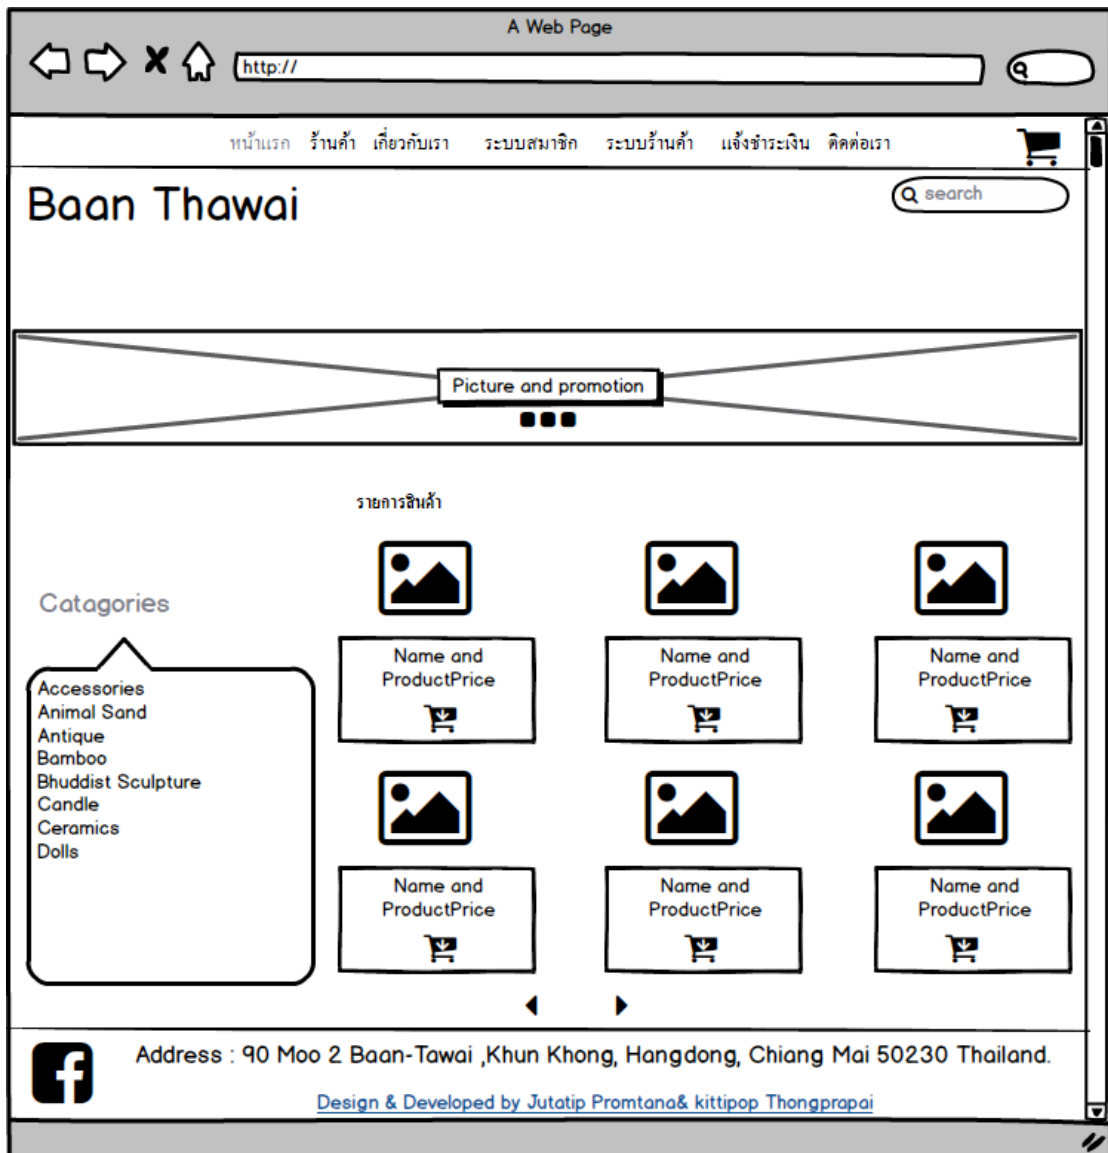 A Web Page
http://
หน้าแรก ร้านค้า เกี่ยวกับเรา ระบบสมาชิก ระบบร้านค้า แจ้งชำระเงิน ติดต่อเรา
Baan Thawai
search
Picture and promotion
รายการสินค้า
Catagories
Accessories
Animal Sand
Antique
Bamboo
Bhuddist Sculpture
Candle
Ceramics
Dolls
Name and
ProductPrice
Name and
ProductPrice
Name and
ProductPrice
Name and
ProductPrice
Name and
ProductPrice
Name and
ProductPrice
Address : 90 Moo 2 Baan-Tawai ,Khun Khong, Hangdong, Chiang Mai 50230 Thailand.
Design & Developed by Jutatip Promtana& kittipop Thongprapai